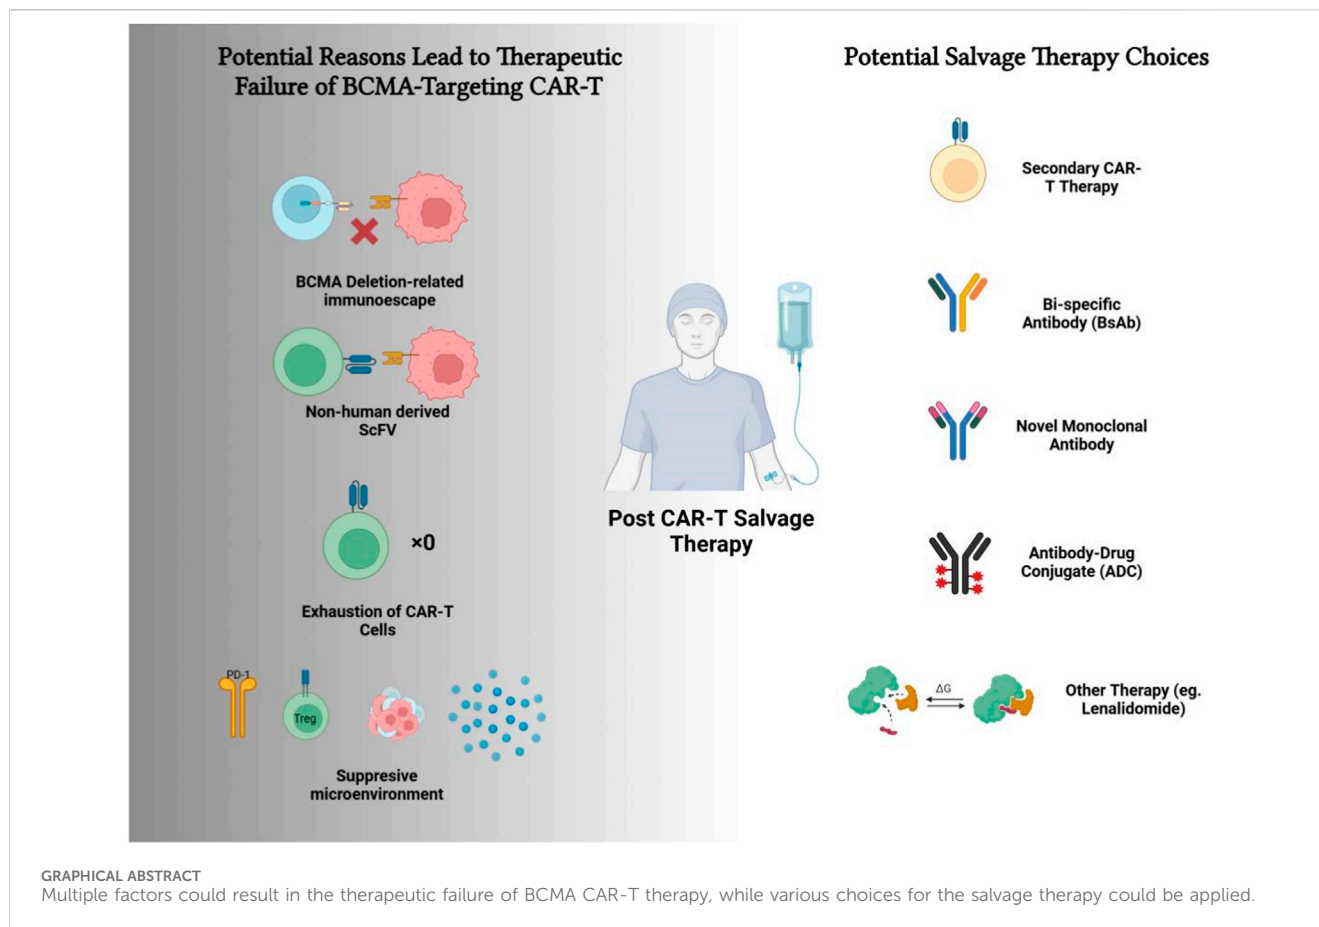 Potential Reasons Lead to Therapeutic
Failure of BCMA-Targeting CAR-T
BCMA Deletion-related
immunoescape
Non-human derived
ScFV
×0
Exhaustion of CAR-T
Cells
PD-1
Treg
Suppresive
microenvironment
Post CAR-T Salvage
Therapy
Potential Salvage Therapy Choices
Secondary CAR-
T Therapy
Bi-specific
Antibody (BsAb)
Novel Monoclonal
Antibody
Antibody-Drug
Conjugate (ADC)
ΔG
Other Therapy (eg.
Lenalidomide)
GRAPHICAL ABSTRACT
Multiple factors could result in the therapeutic failure of BCMA CAR-T therapy, while various choices for the salvage therapy could be applied.